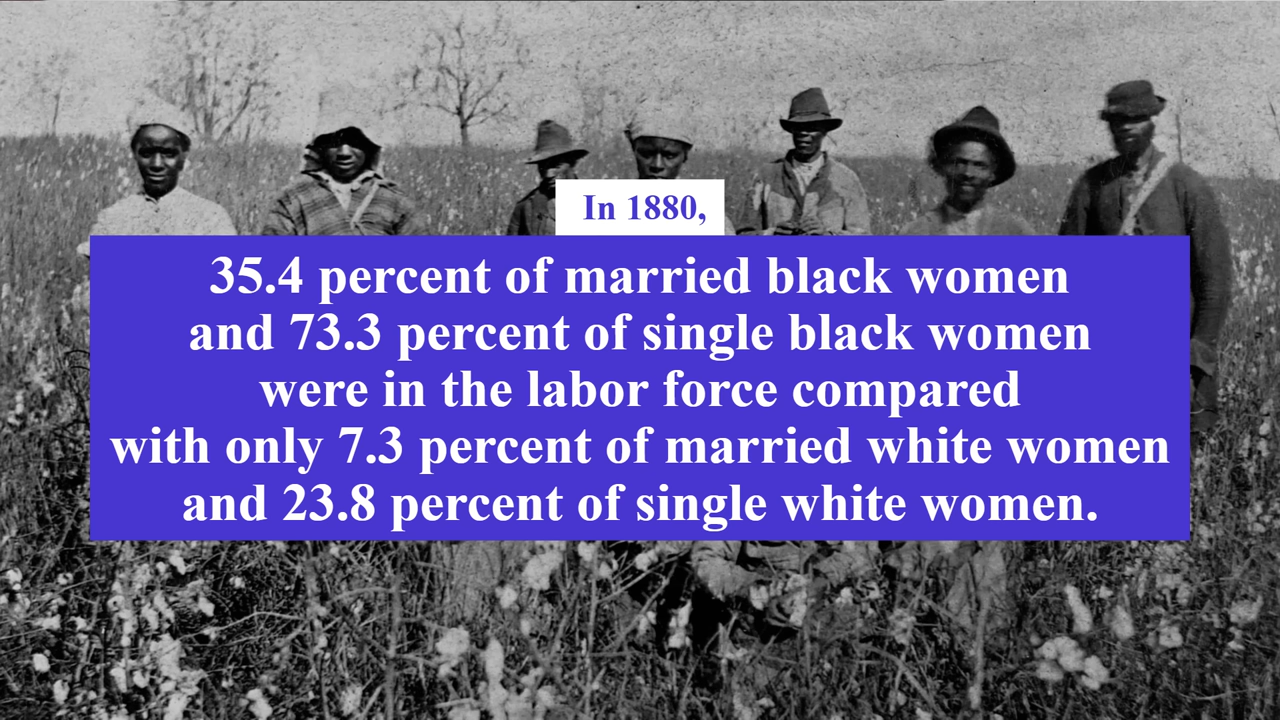 In 1880,
35.4 percent of married black women
and 73.3 percent of single black women
were in the labor force compared
with only 7.3 percent of married white women
and 23.8 percent of single white women.